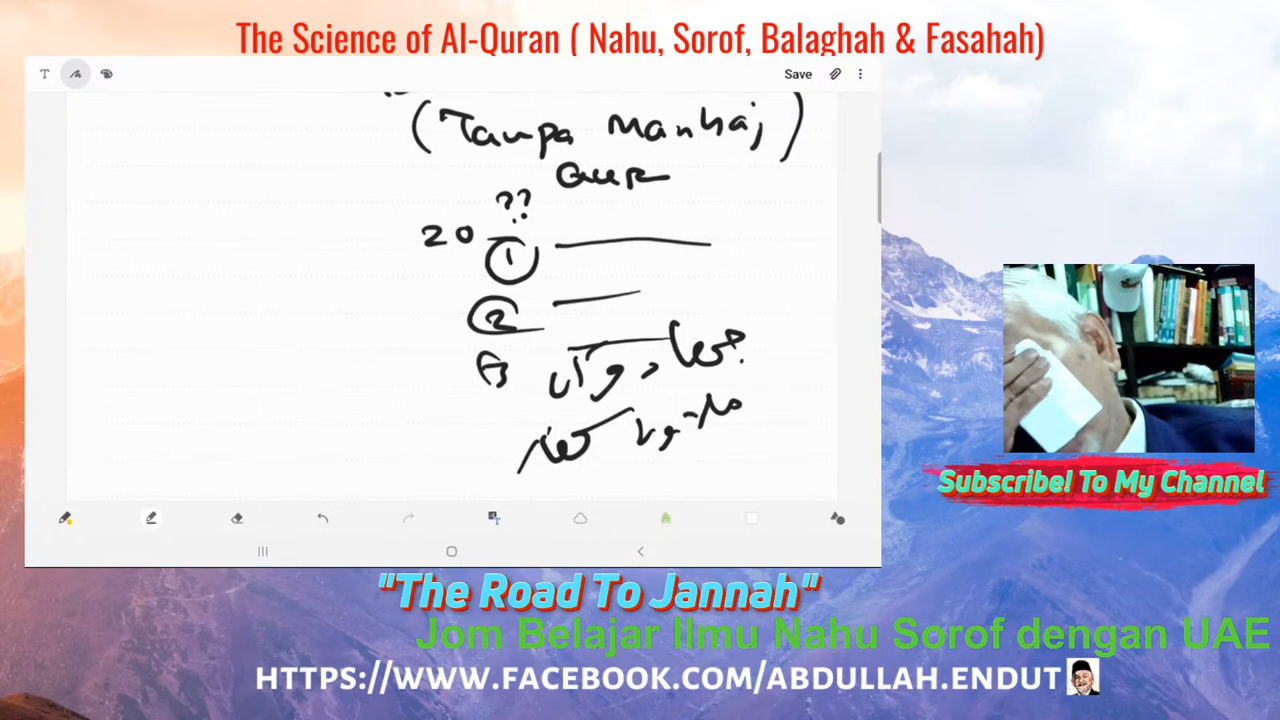 The Science of Al-Quran ( Nahu, Sorof, Balaghah & Fasahah)
T
Save
(Tanpa Manhaj)
??
20
1
2
Subscribe! To My Channel
"The Road To Jannah"
Jom Belajar Ilmu Nahu Sorof dengan UAE
HTTPS://WWW.FACEBOOK.COM/ABDULLAH.ENDUT